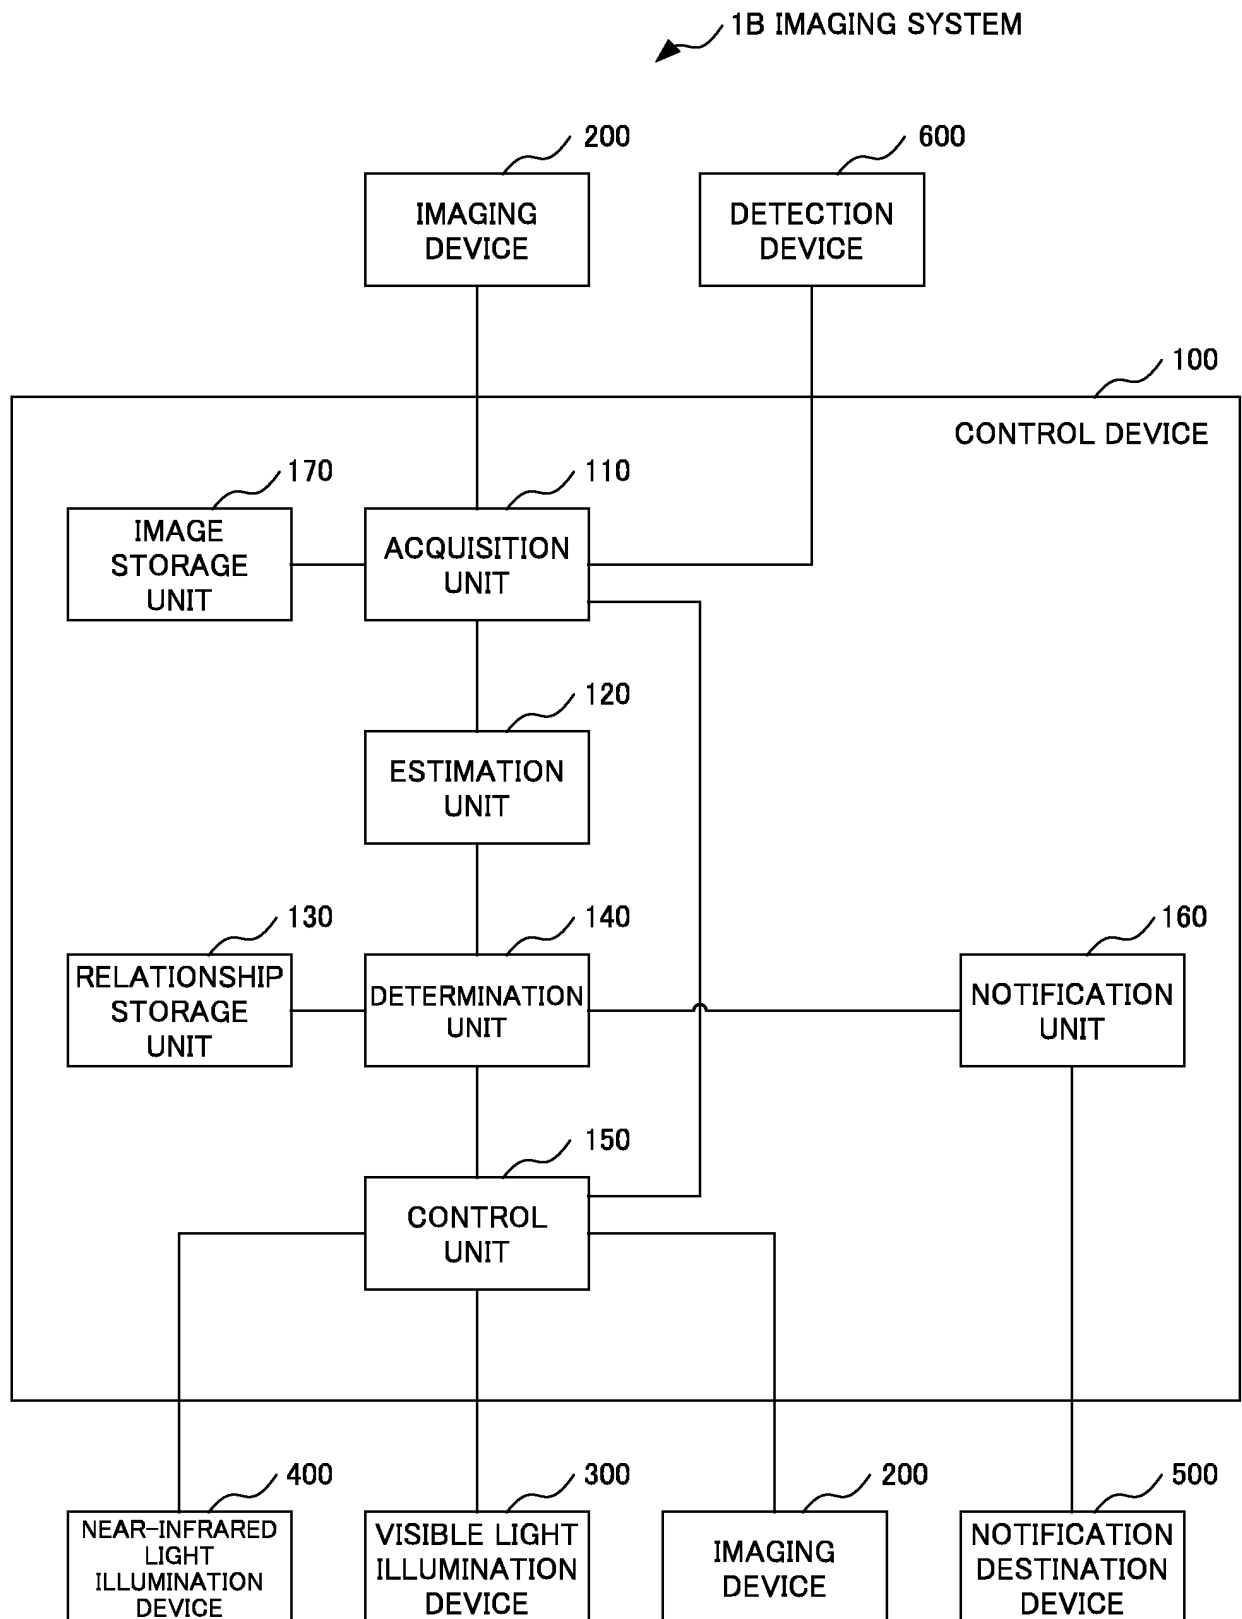 1B IMAGING SYSTEM
200
600
IMAGING
DEVICE
DETECTION
DEVICE
100
CONTROL DEVICE
170
110
IMAGE
STORAGE
UNIT
ACQUISITION
UNIT
120
ESTIMATION
UNIT
130
140
160
RELATIONSHIP
STORAGE
UNIT
DETERMINATION
UNIT
NOTIFICATION
UNIT
150
CONTROL
UNIT
400
300
200
500
NEAR-INFRARED
LIGHT
ILLUMINATION
DEVICE
VISIBLE LIGHT
ILLUMINATION
DEVICE
IMAGING
DEVICE
NOTIFICATION
DESTINATION
DEVICE